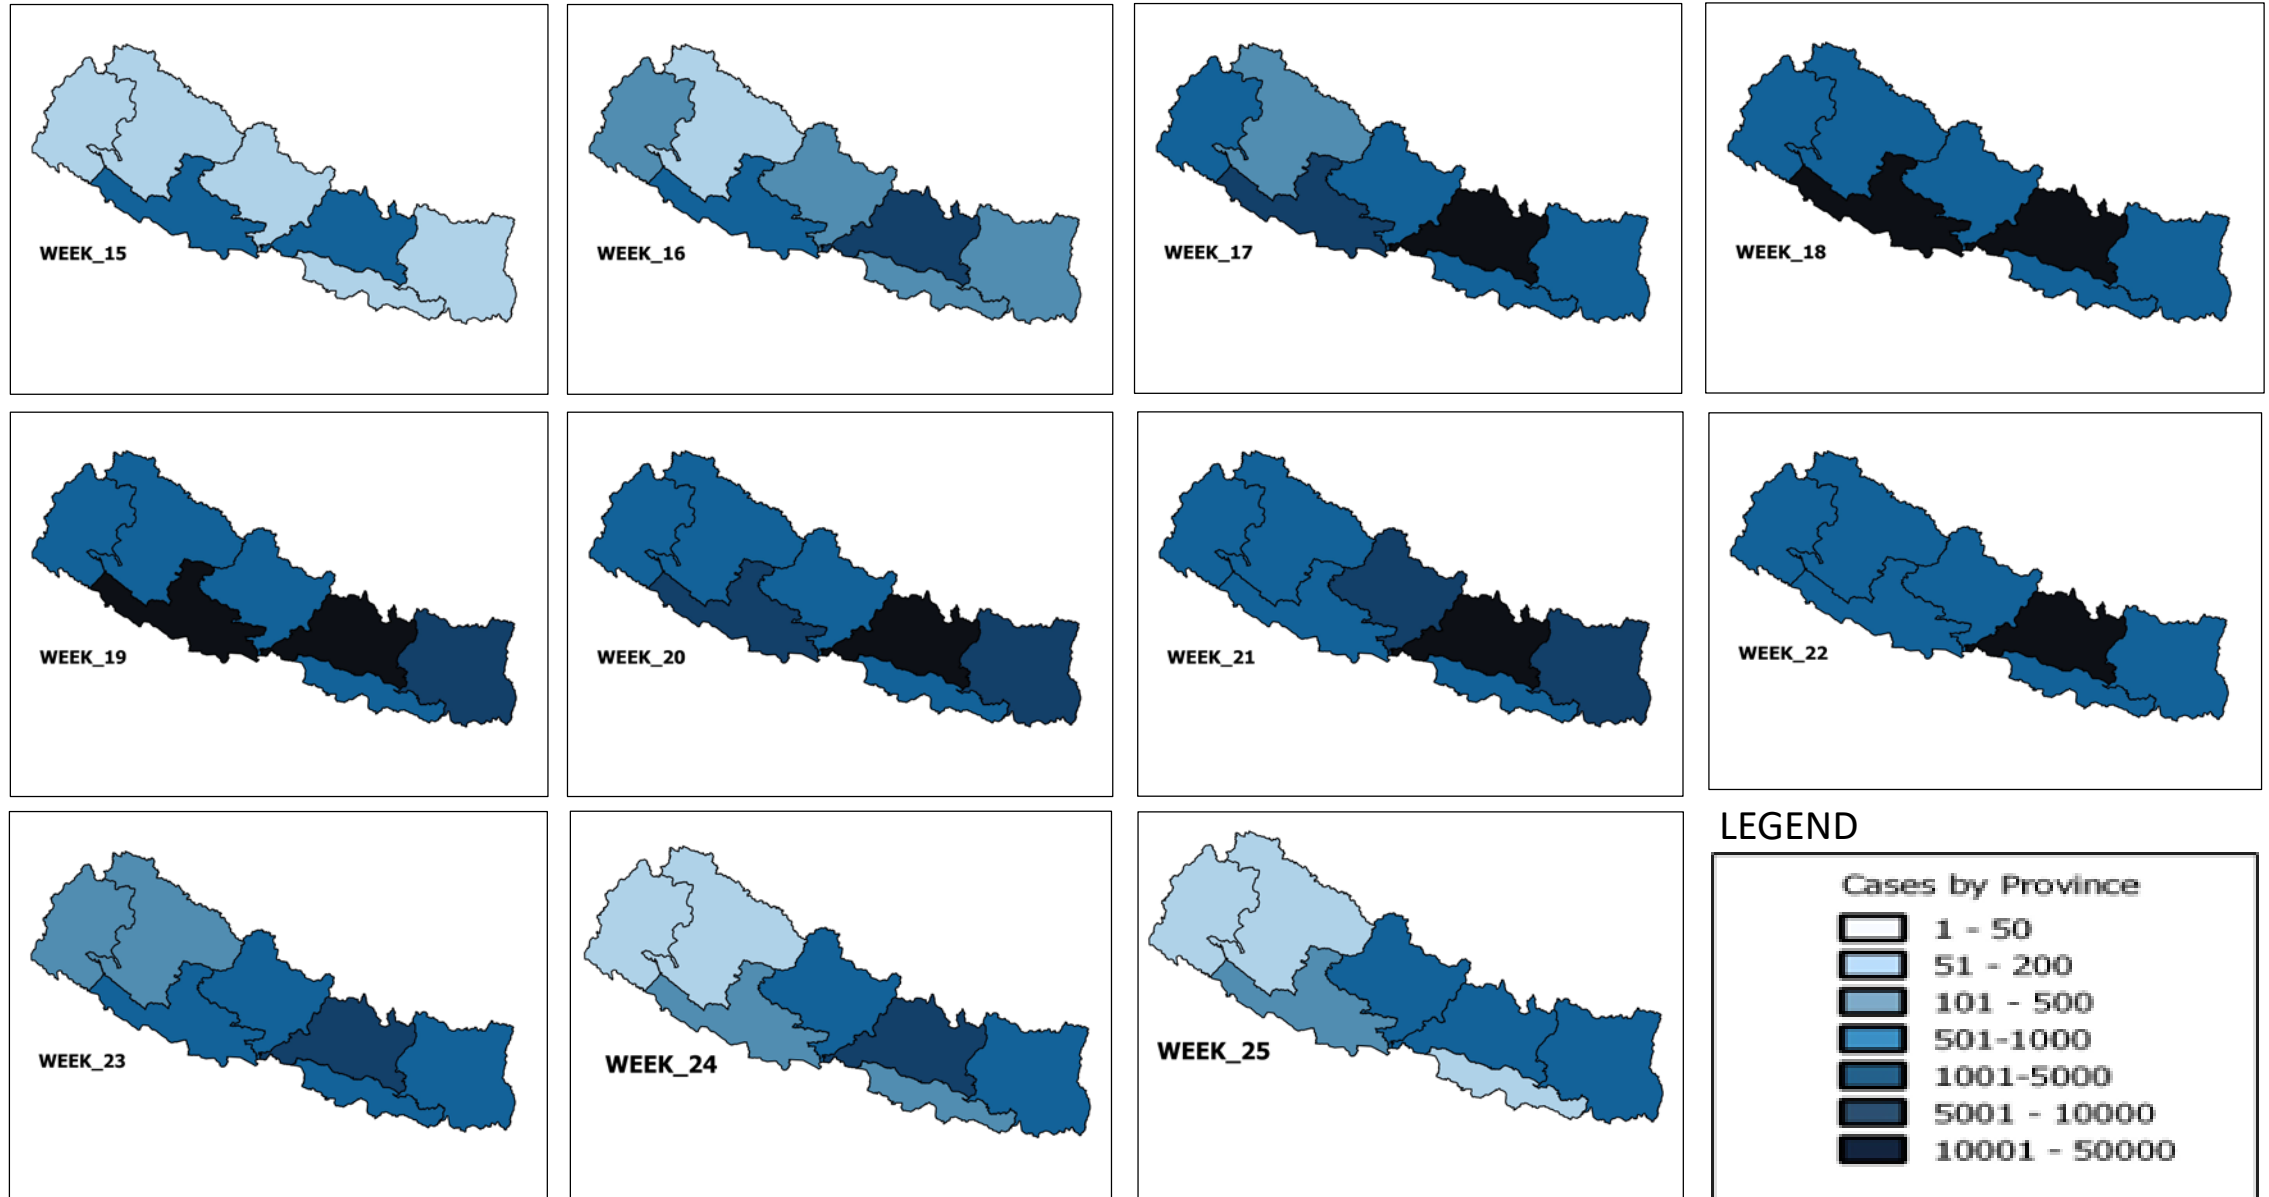 WEEK_15
WEEK_16
WEEK_17
WEEK_18
WEEK_19
WEEK_20
WEEK_21
WEEK_22
WEEK_23
WEEK_24
WEEK_25
LEGEND
Cases by Province
1 - 50
51 - 200
101 - 500
501-1000
1001-5000
5001 - 10000
10001 - 50000